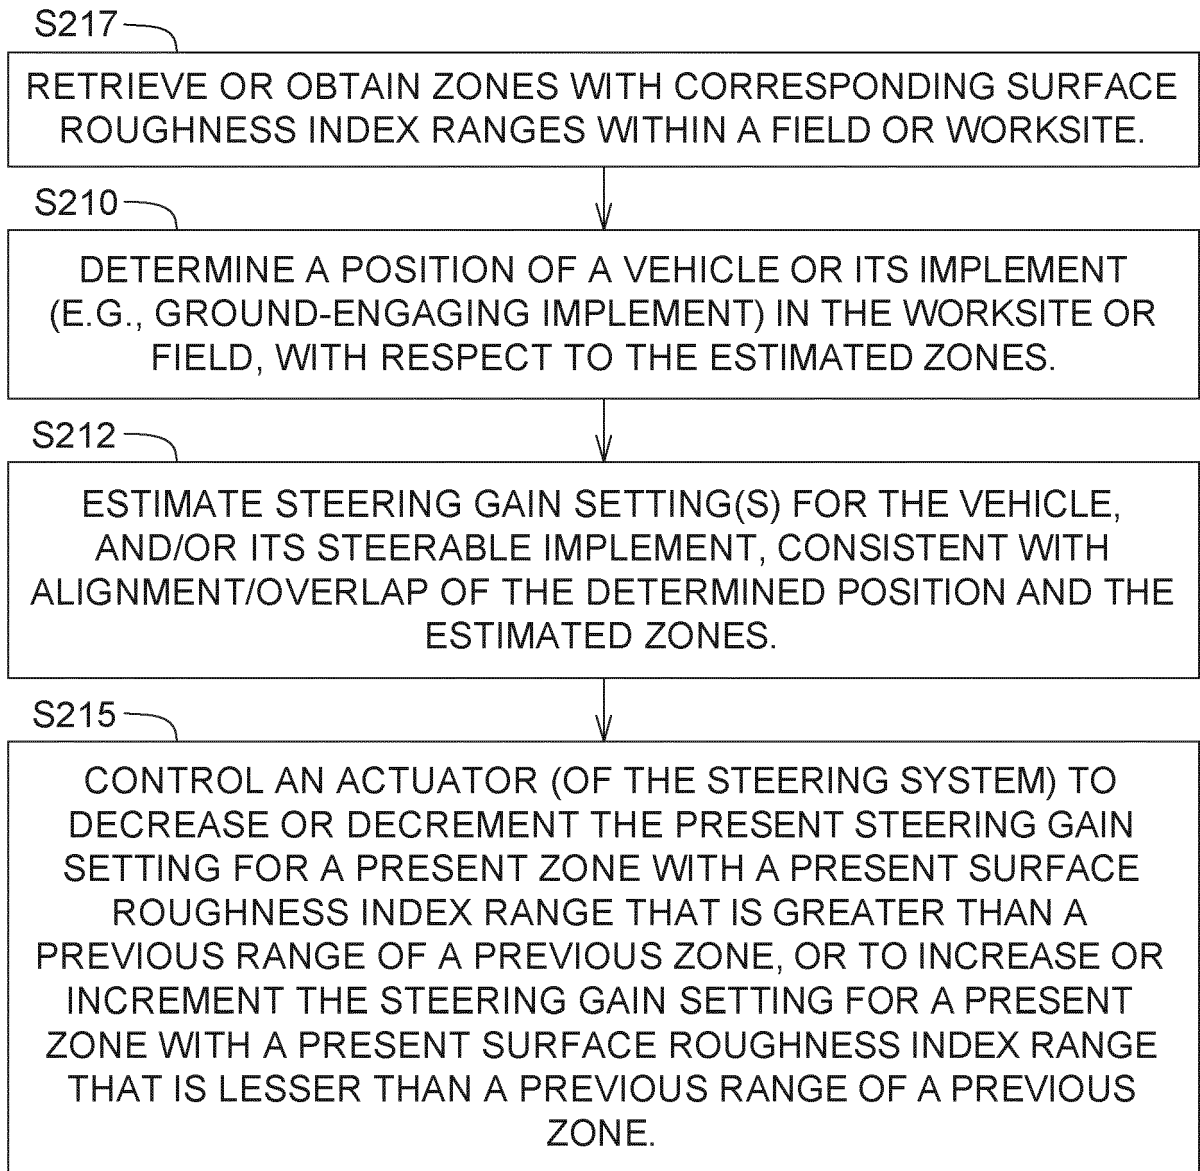 S217
RETRIEVE OR OBTAIN ZONES WITH CORRESPONDING SURFACE
ROUGHNESS INDEX RANGES WITHIN A FIELD OR WORKSITE.
S210
DETERMINE A POSITION OF A VEHICLE OR ITS IMPLEMENT
(E.G., GROUND-ENGAGING IMPLEMENT) IN THE WORKSITE OR
FIELD, WITH RESPECT TO THE ESTIMATED ZONES.
S212
ESTIMATE STEERING GAIN SETTING(S) FOR THE VEHICLE,
AND/OR ITS STEERABLE IMPLEMENT, CONSISTENT WITH
ALIGNMENT/OVERLAP OF THE DETERMINED POSITION AND THE
ESTIMATED ZONES.
S215
CONTROL AN ACTUATOR (OF THE STEERING SYSTEM) TO
DECREASE OR DECREMENT THE PRESENT STEERING GAIN
SETTING FOR A PRESENT ZONE WITH A PRESENT SURFACE
ROUGHNESS INDEX RANGE THAT IS GREATER THAN A
PREVIOUS RANGE OF A PREVIOUS ZONE, OR TO INCREASE OR
INCREMENT THE STEERING GAIN SETTING FOR A PRESENT
ZONE WITH A PRESENT SURFACE ROUGHNESS INDEX RANGE
THAT IS LESSER THAN A PREVIOUS RANGE OF A PREVIOUS
ZONE.